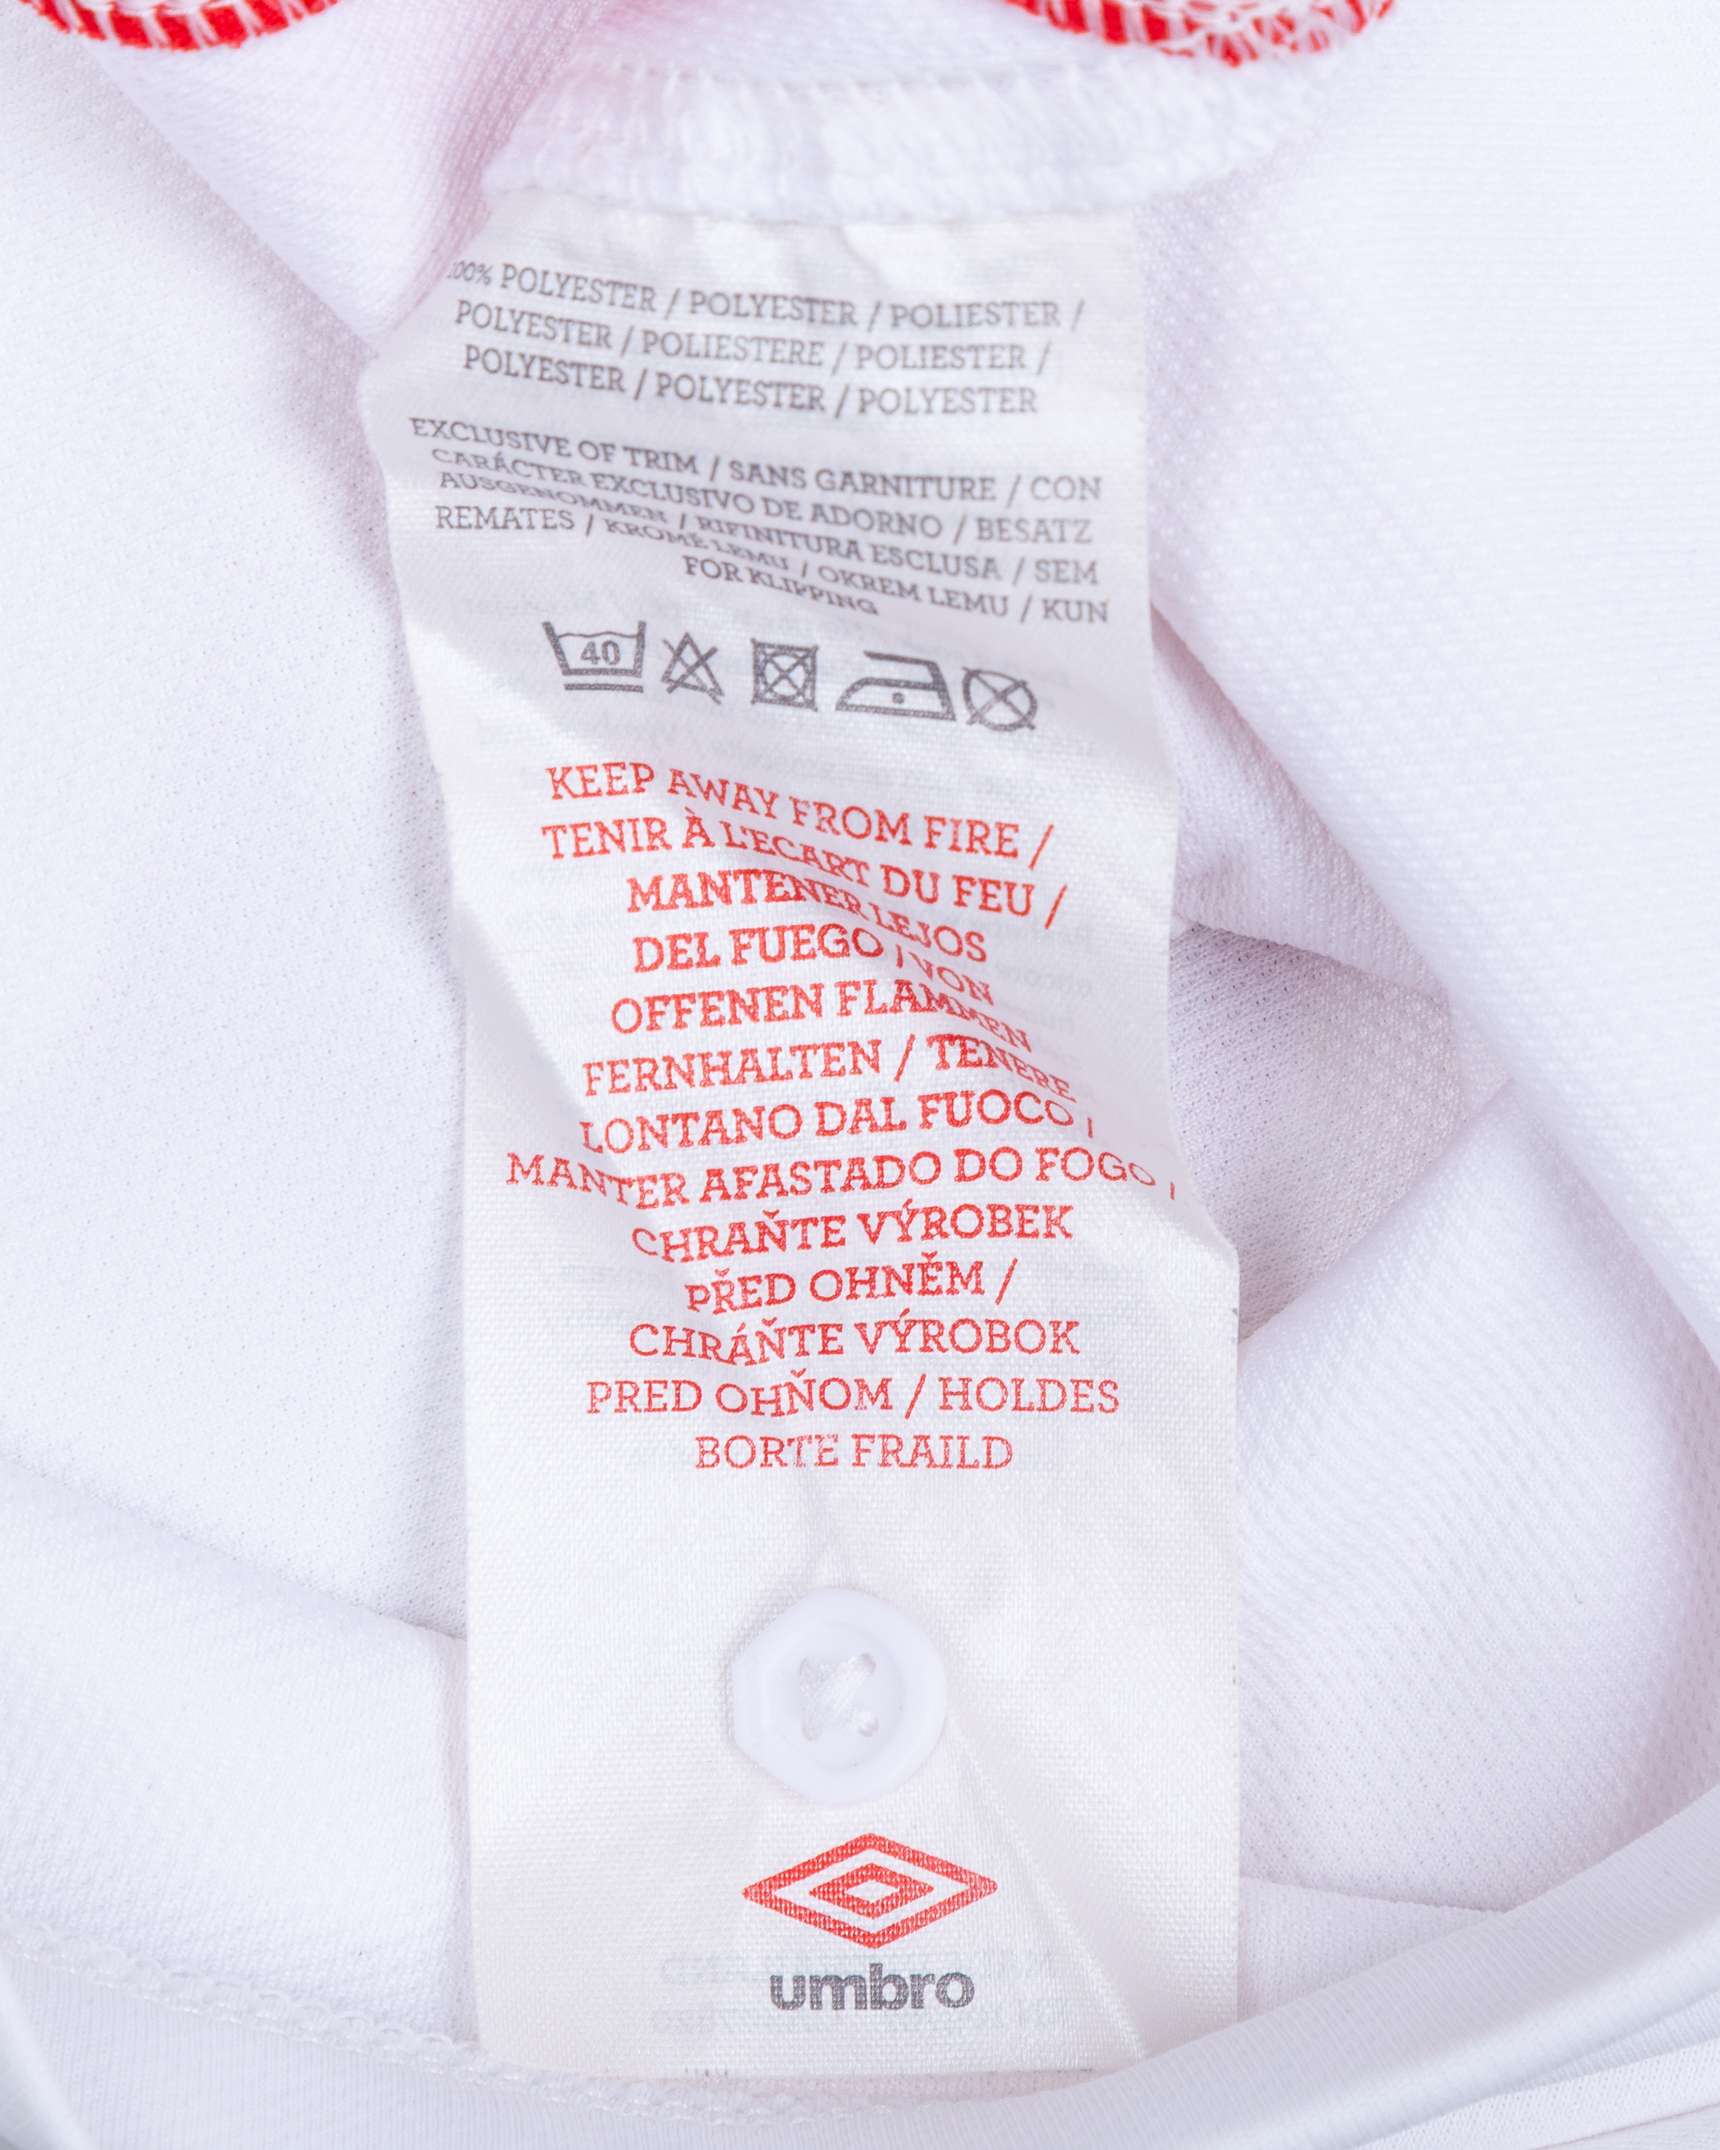 100% POLYESTER / POLYESTER / POLIESTER /
POLYESTER / POLIESTERE / POLIESTER /
POLYESTER / POLYESTER / POLYESTER
EXCLUSIVE OF TRIM / SANS GARNITURE / CON
CARÁCTER EXCLUSIVO DE ADORNO / BESATZ
AUSGENOMMEN / RIFINITURA ESCLUSA / SEM
REMATES / KROMĚ LEMU / OKREM LEMU / KUN
FOR KLIPPING
40
KEEP AWAY FROM FIRE /
TENIR À L'ECART DU FEU /
MANTENER LEJOS
DEL FUEGO / VON
OFFENEN FLAMMEN
FERNHALTEN / TENERE
LONTANO DAL FUOCO /
MANTER AFASTADO DO FOGO /
CHRAŇTE VÝROBEK
PŘED OHNĚM /
CHRÁŇTE VÝROBOK
PRED OHŇOM / HOLDES
BORTE FRAILD
umbro